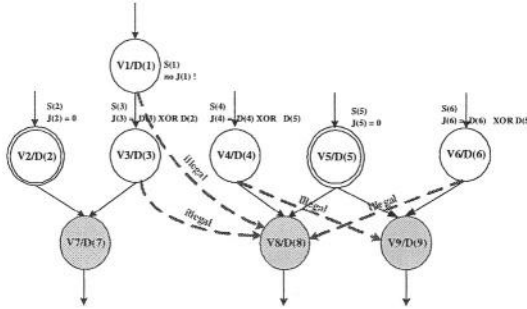 V1/D(1)
S(1)
no J(1) !
S(2)
J(2) = 0
S(3)
J(3) = D(3) XOR D(2)
S(4)
J(4) = D(4) XOR D(5)
S(5)
J(5) = 0
S(6)
J(6) = D(6) XOR D(5
V2/D(2)
V3/D(3)
V4/D(4)
V5/D(5)
V6/D(6)
illegal
illegal
illegal
illegal
V7/D(7)
V8/D(8)
V9/D(9)